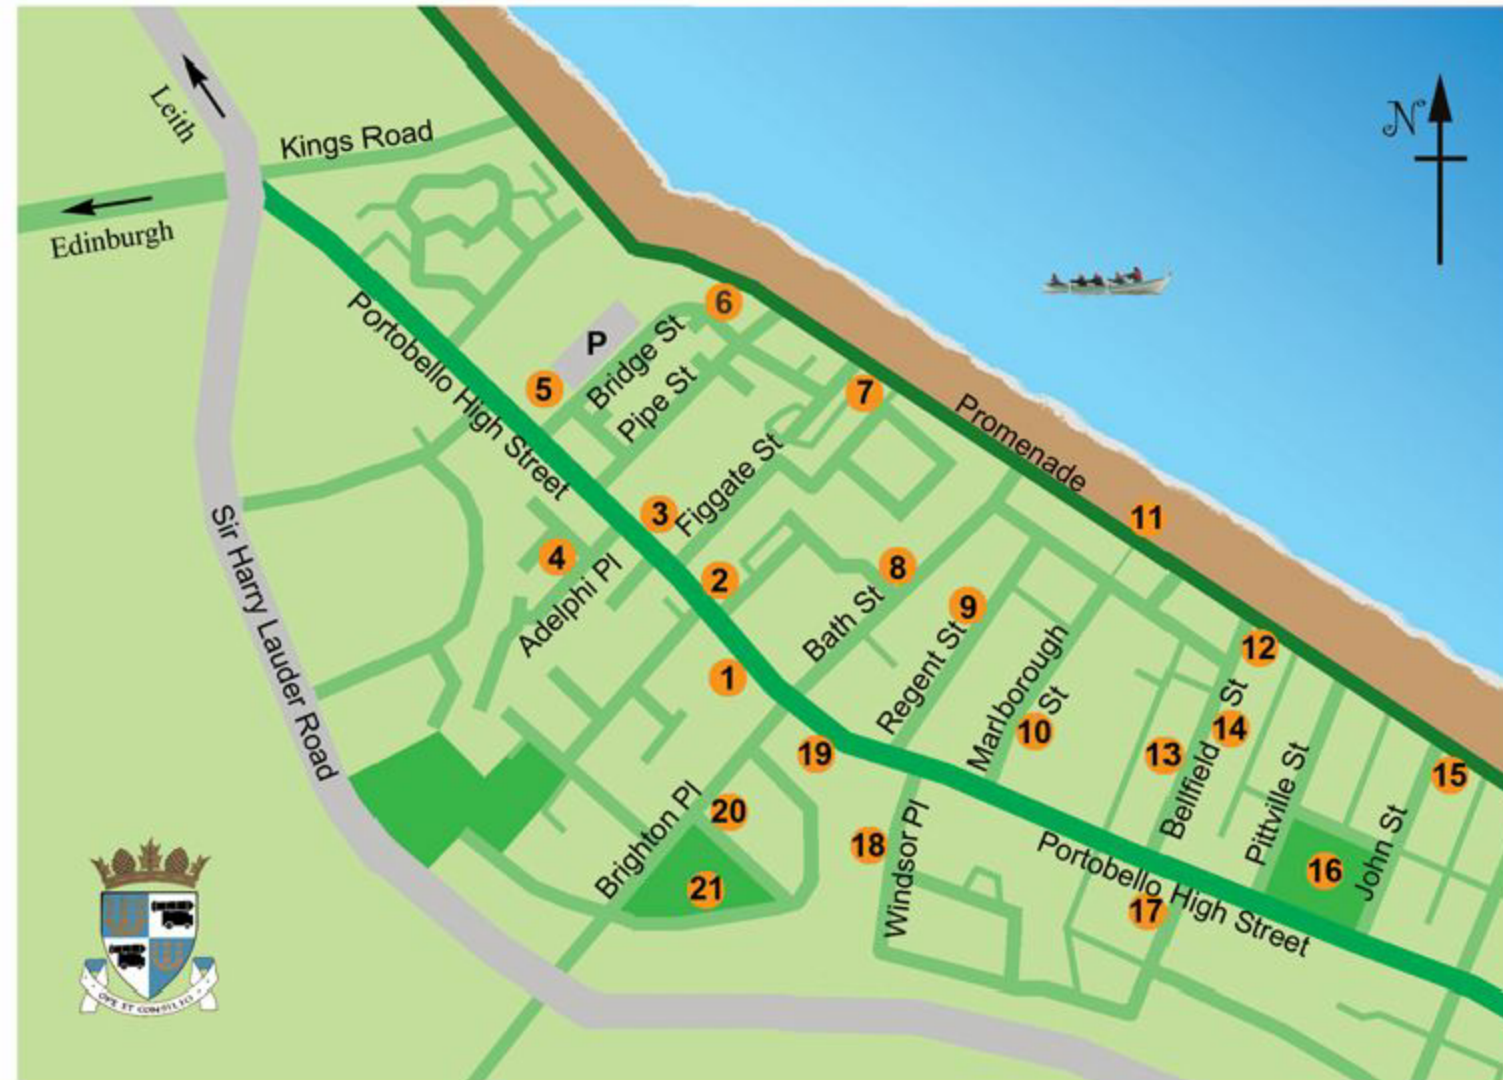 Leith
Kings Road
Edinburgh
N
Portobello High Street
P
Bridge St
Pipe St
Figgate St
Adelphi Pl
Promenade
Sir Harry Lauder Road
Bath St
Regent St
Marlborough
St
Bellfield St
Pittville St
John St
Brighton Pl
Windsor Pl
Portobello High Street
6
5
7
3
4
2
11
8
9
1
12
10
14
13
19
15
20
18
16
21
17